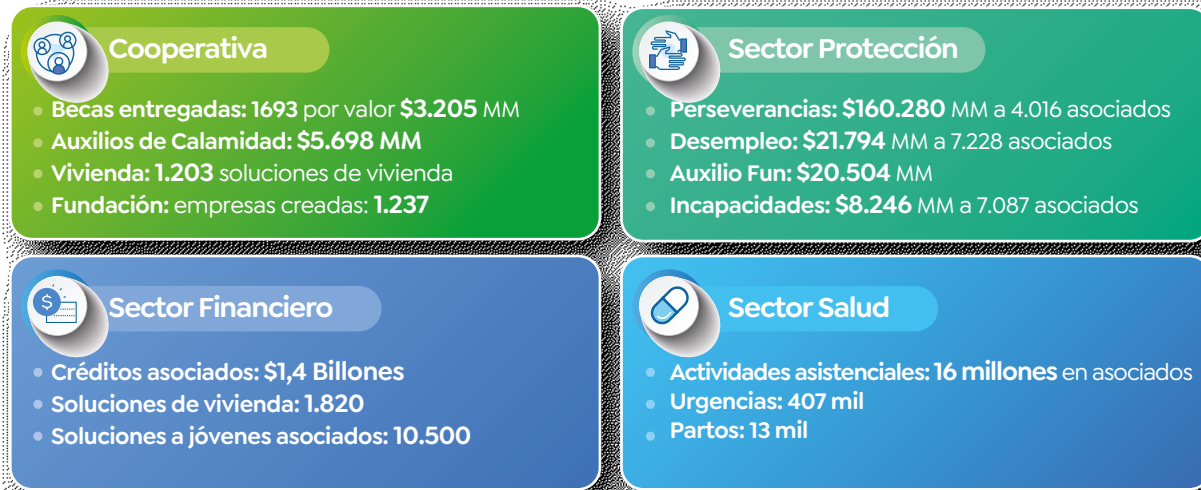 Cooperativa
Becas entregadas: 1693 por valor $3.205 MM
Auxilios de Calamidad: $5.698 MM
Vivienda: 1.203 soluciones de vivienda
Fundación: empresas creadas: 1.237
Sector Protección
Perseverancias: $160.280 MM a 4.016 asociados
Desempleo: $21.794 MM a 7.228 asociados
Auxilio Fun: $20.504 MM
Incapacidades: $8.246 MM a 7.087 asociados
$
Sector Financiero
Créditos asociados: $1,4 Billones
Soluciones de vivienda: 1.820
Soluciones a jóvenes asociados: 10.500
Sector Salud
Actividades asistenciales: 16 millones en asociados
Urgencias: 407 mil
Partos: 13 mil